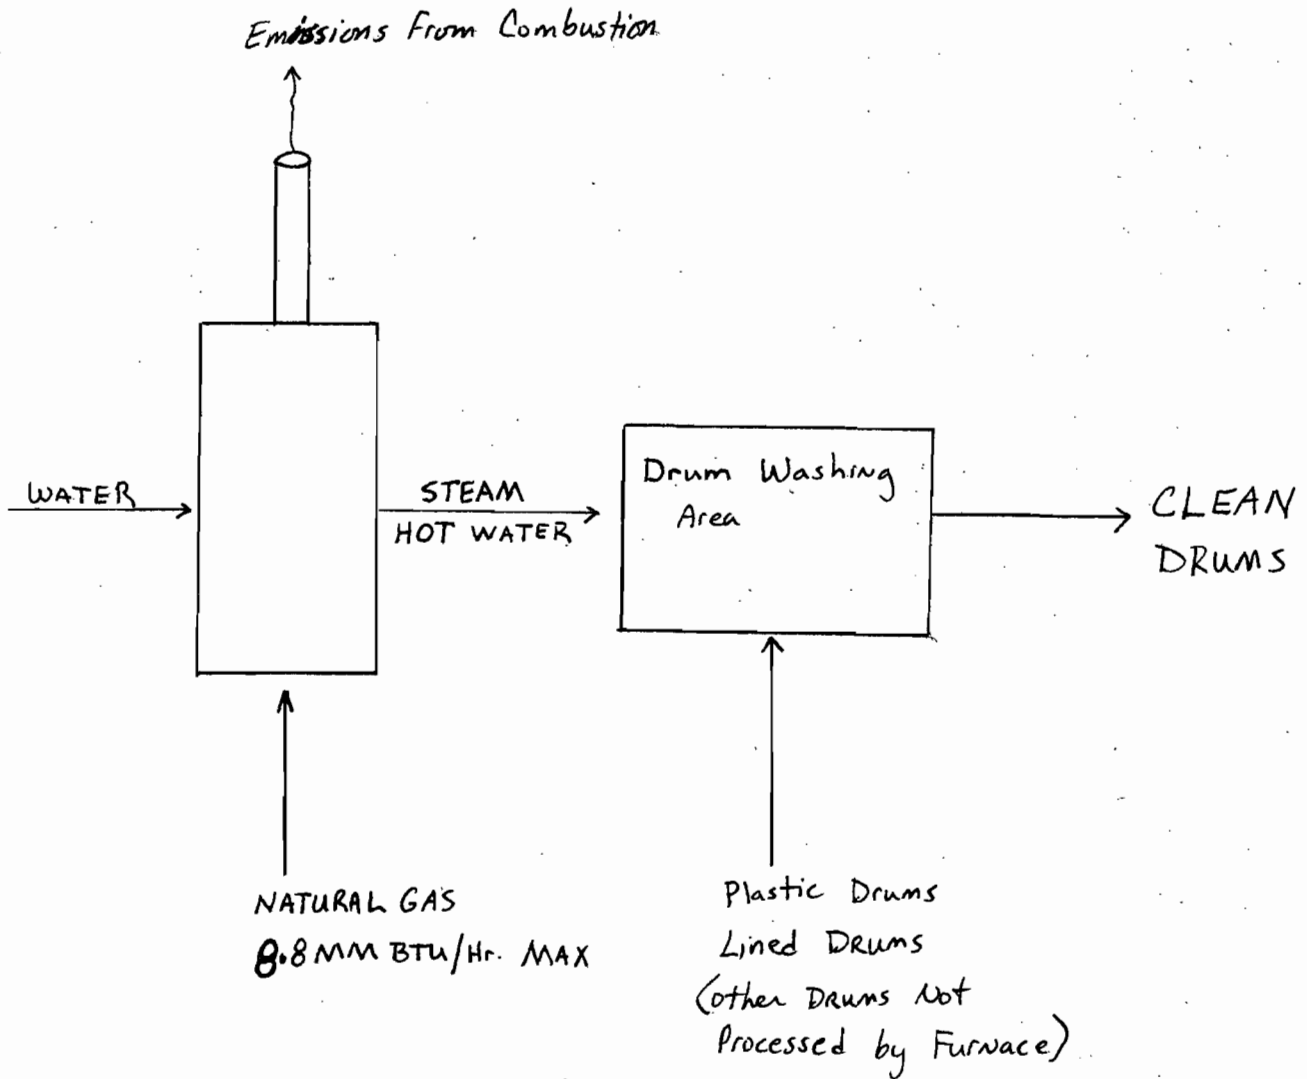 Emissions From Combustion
WATER
STEAM
HOT WATER
Drum Washing
Area
CLEAN
DRUMS
NATURAL GAS
8.8 MM BTU/Hr. MAX
Plastic Drums
Lined Drums
(other Drums Not
Processed by Furnace)